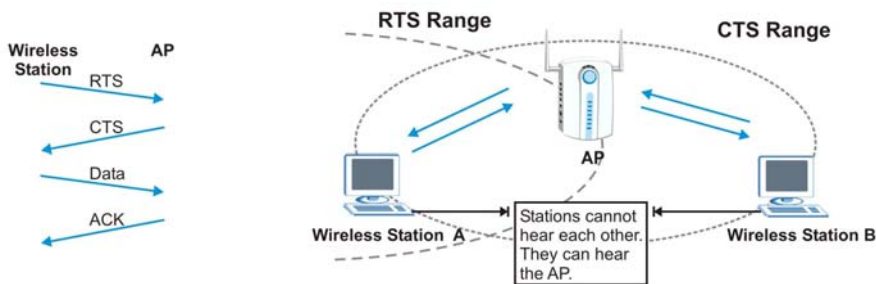 Wireless
Station
AP
RTS
CTS
Data
ACK
RTS Range
CTS Range
AP
Wireless Station A
Stations cannot
hear each other.
They can hear
the AP.
Wireless Station B